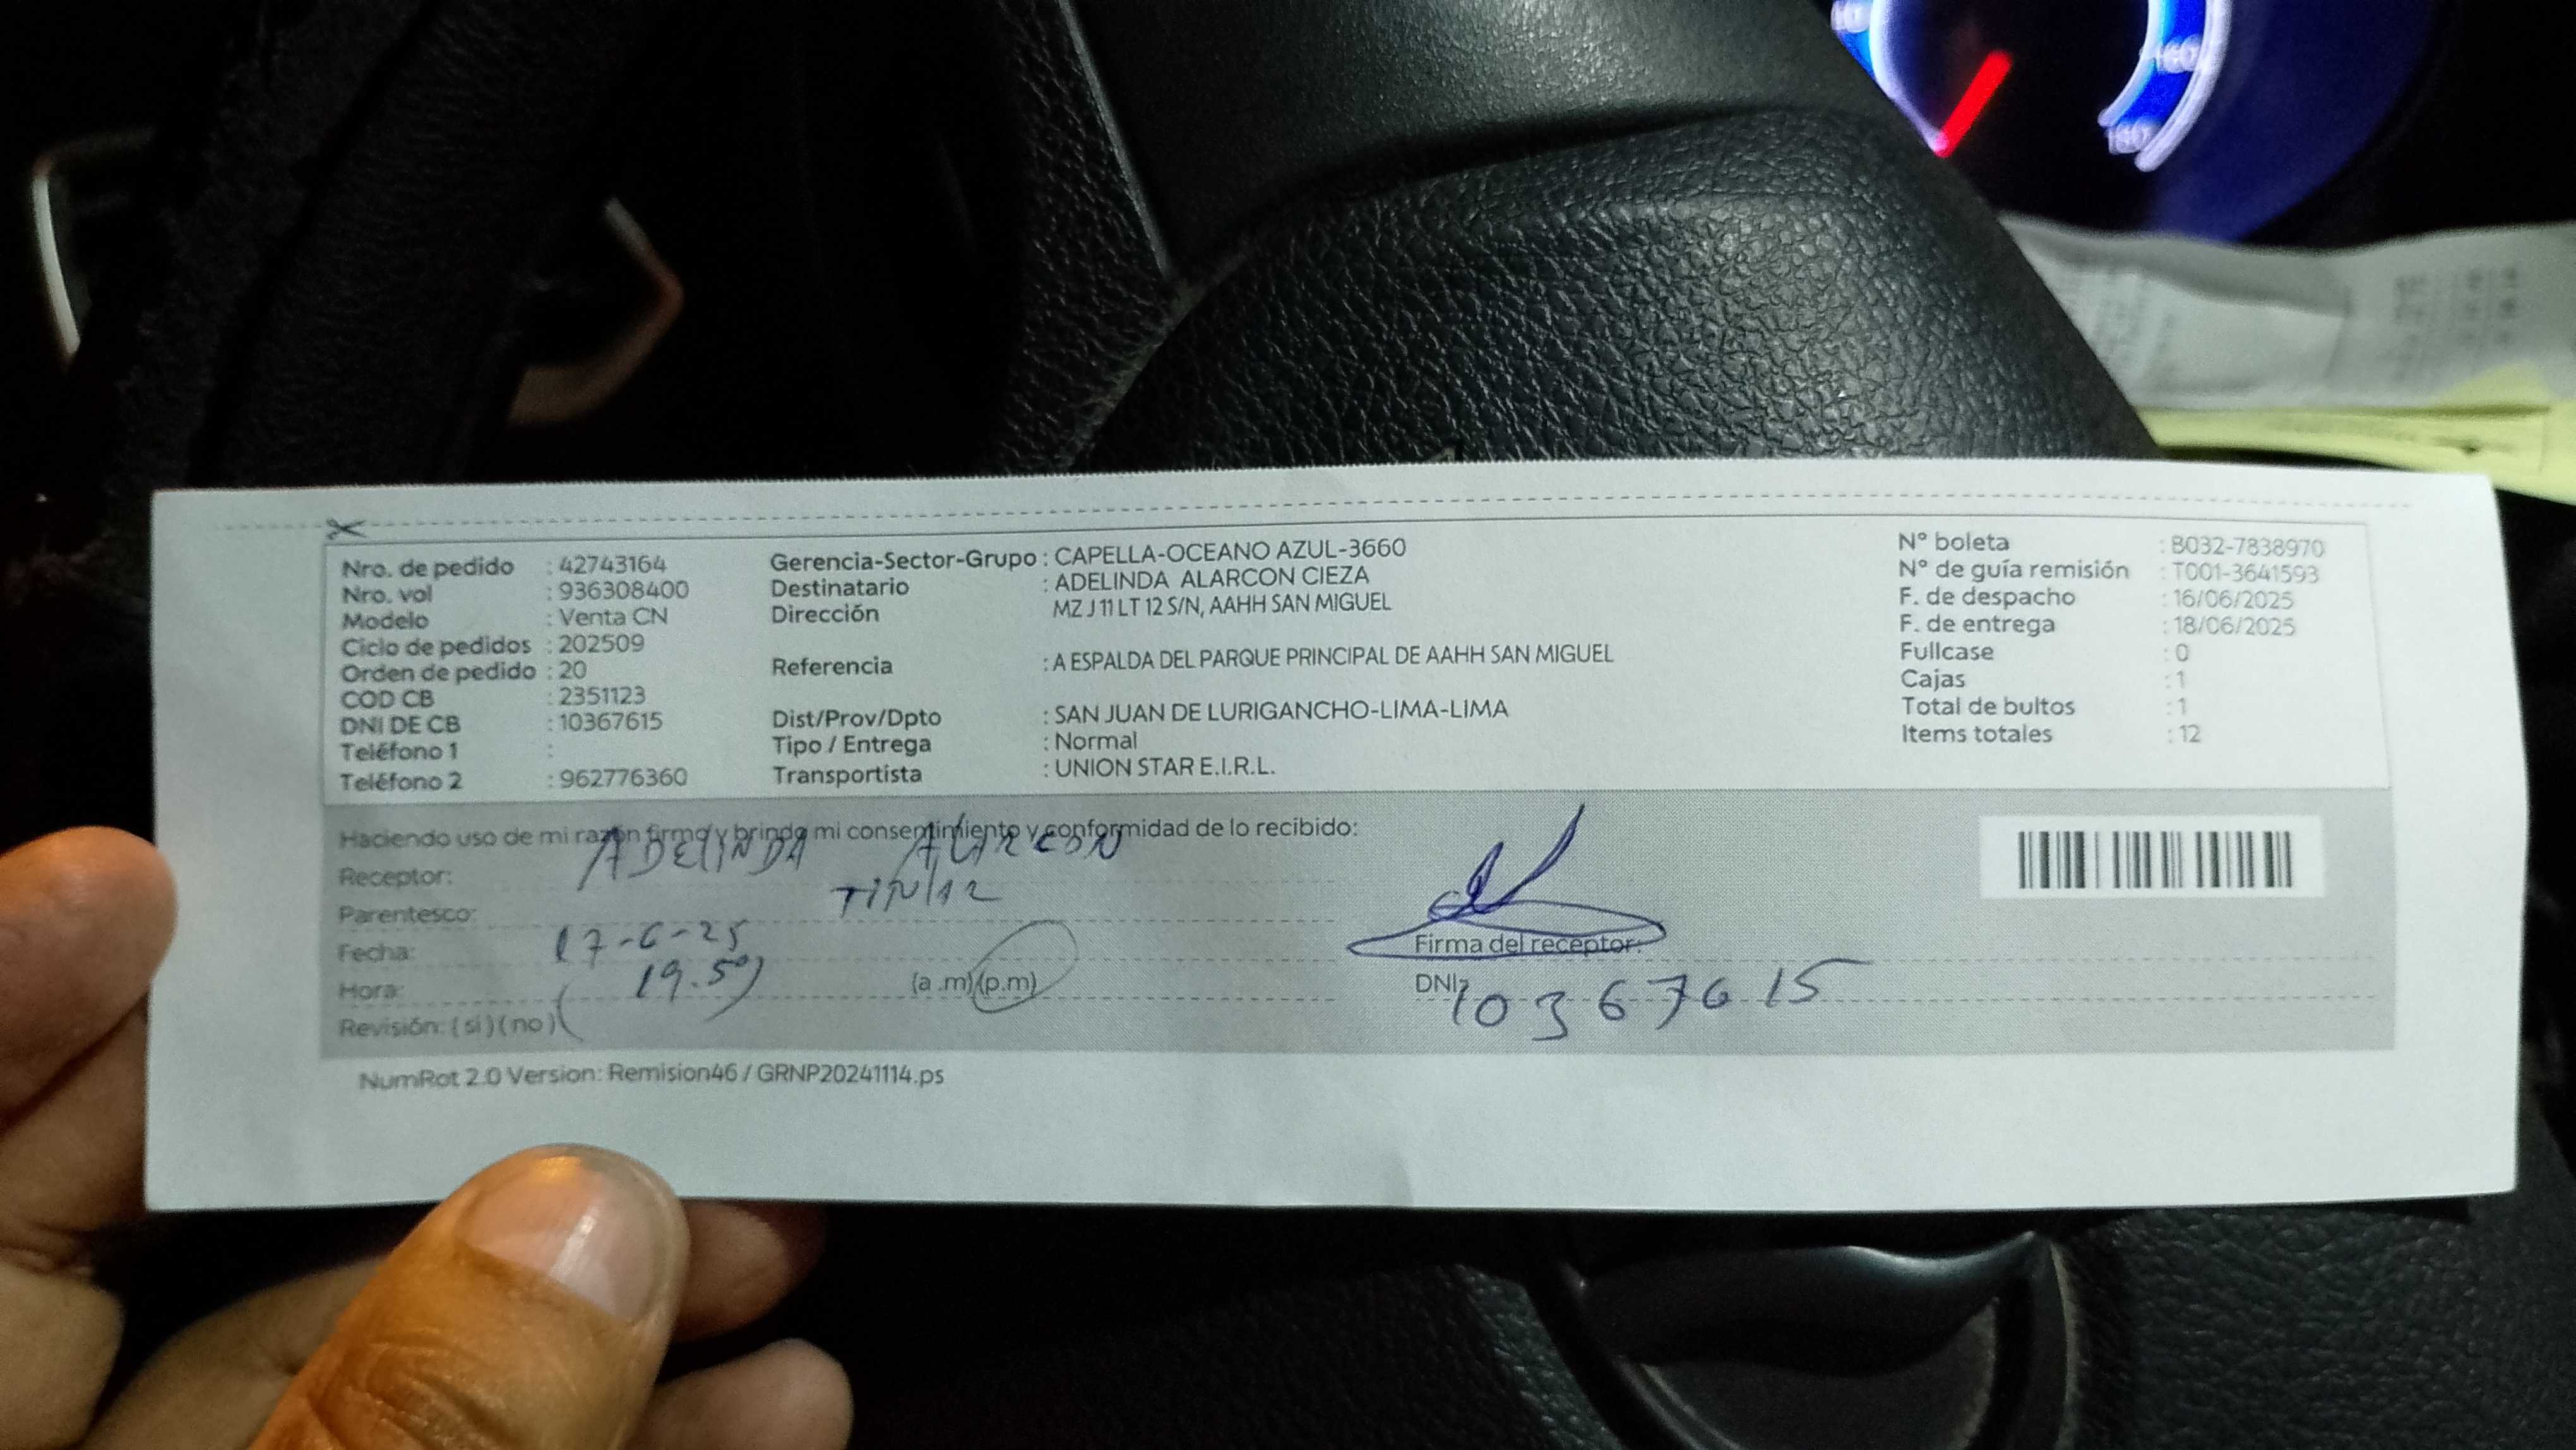 Nro. de pedido : 42743164
Nro. vol : 936308400
Modelo : Venta CN
Ciclo de pedidos : 202509
Orden de pedido : 20
COD CB : 2351123
DNI DE CB : 10367615
Teléfono 1 :
Teléfono 2 : 962776360
Gerencia-Sector-Grupo : CAPELLA-OCEANO AZUL-3660
Destinatario : ADELINDA ALARCON CIEZA
Dirección MZ J 11 LT 12 S/N, AAHH SAN MIGUEL
Referencia : A ESPALDA DEL PARQUE PRINCIPAL DE AAHH SAN MIGUEL
Dist/Prov/Dpto : SAN JUAN DE LURIGANCHO-LIMA-LIMA
Tipo / Entrega : Normal
Transportista : UNION STAR E.I.R.L.
N° boleta : B032-7838970
N° de guía remisión : T001-3641593
F. de despacho : 16/06/2025
F. de entrega : 18/06/2025
Fullcase : 0
Cajas : 1
Total de bultos : 1
Items totales : 12
Haciendo uso de mi razón firmo y brindo mi consentimiento y conformidad de lo recibido:
Receptor: ADELINDA ALARCON
Parentesco:
Fecha: 17-6-25
Hora: 19.50 (a.m) (p.m)
Revisión: (si) (no)
Firma del receptor:
DNI: 10367615
NumRot 2.0 Version: Remision46 / GRNP20241114.ps